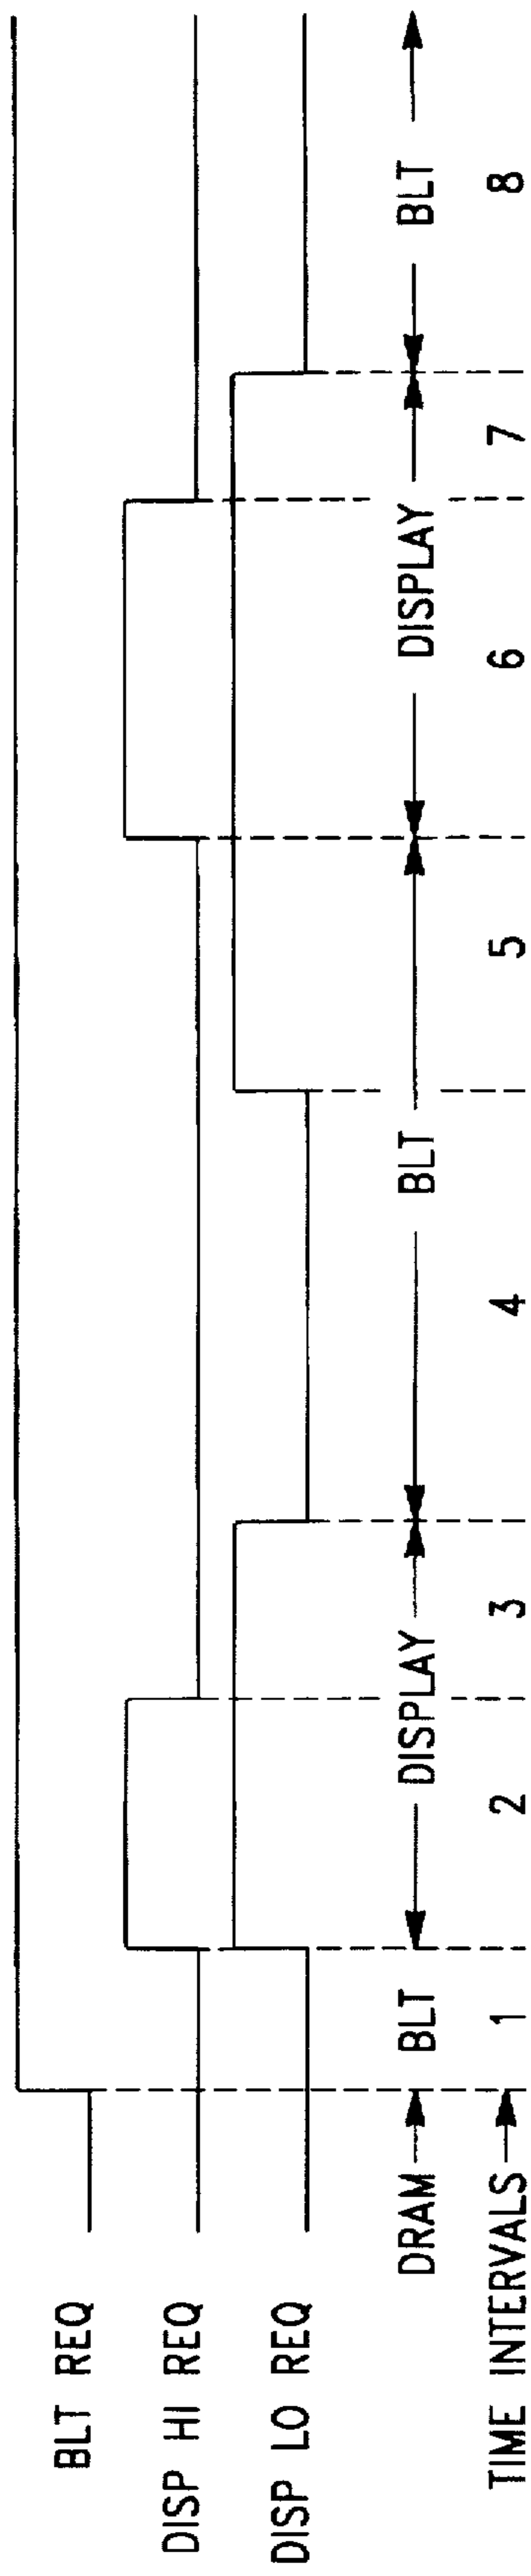 BLT REQ
DISP HI REQ
DISP LO REQ
DRAM BLT DISPLAY BLT DISPLAY BLT
TIME INTERVALS 1 2 3 4 5 6 7 8